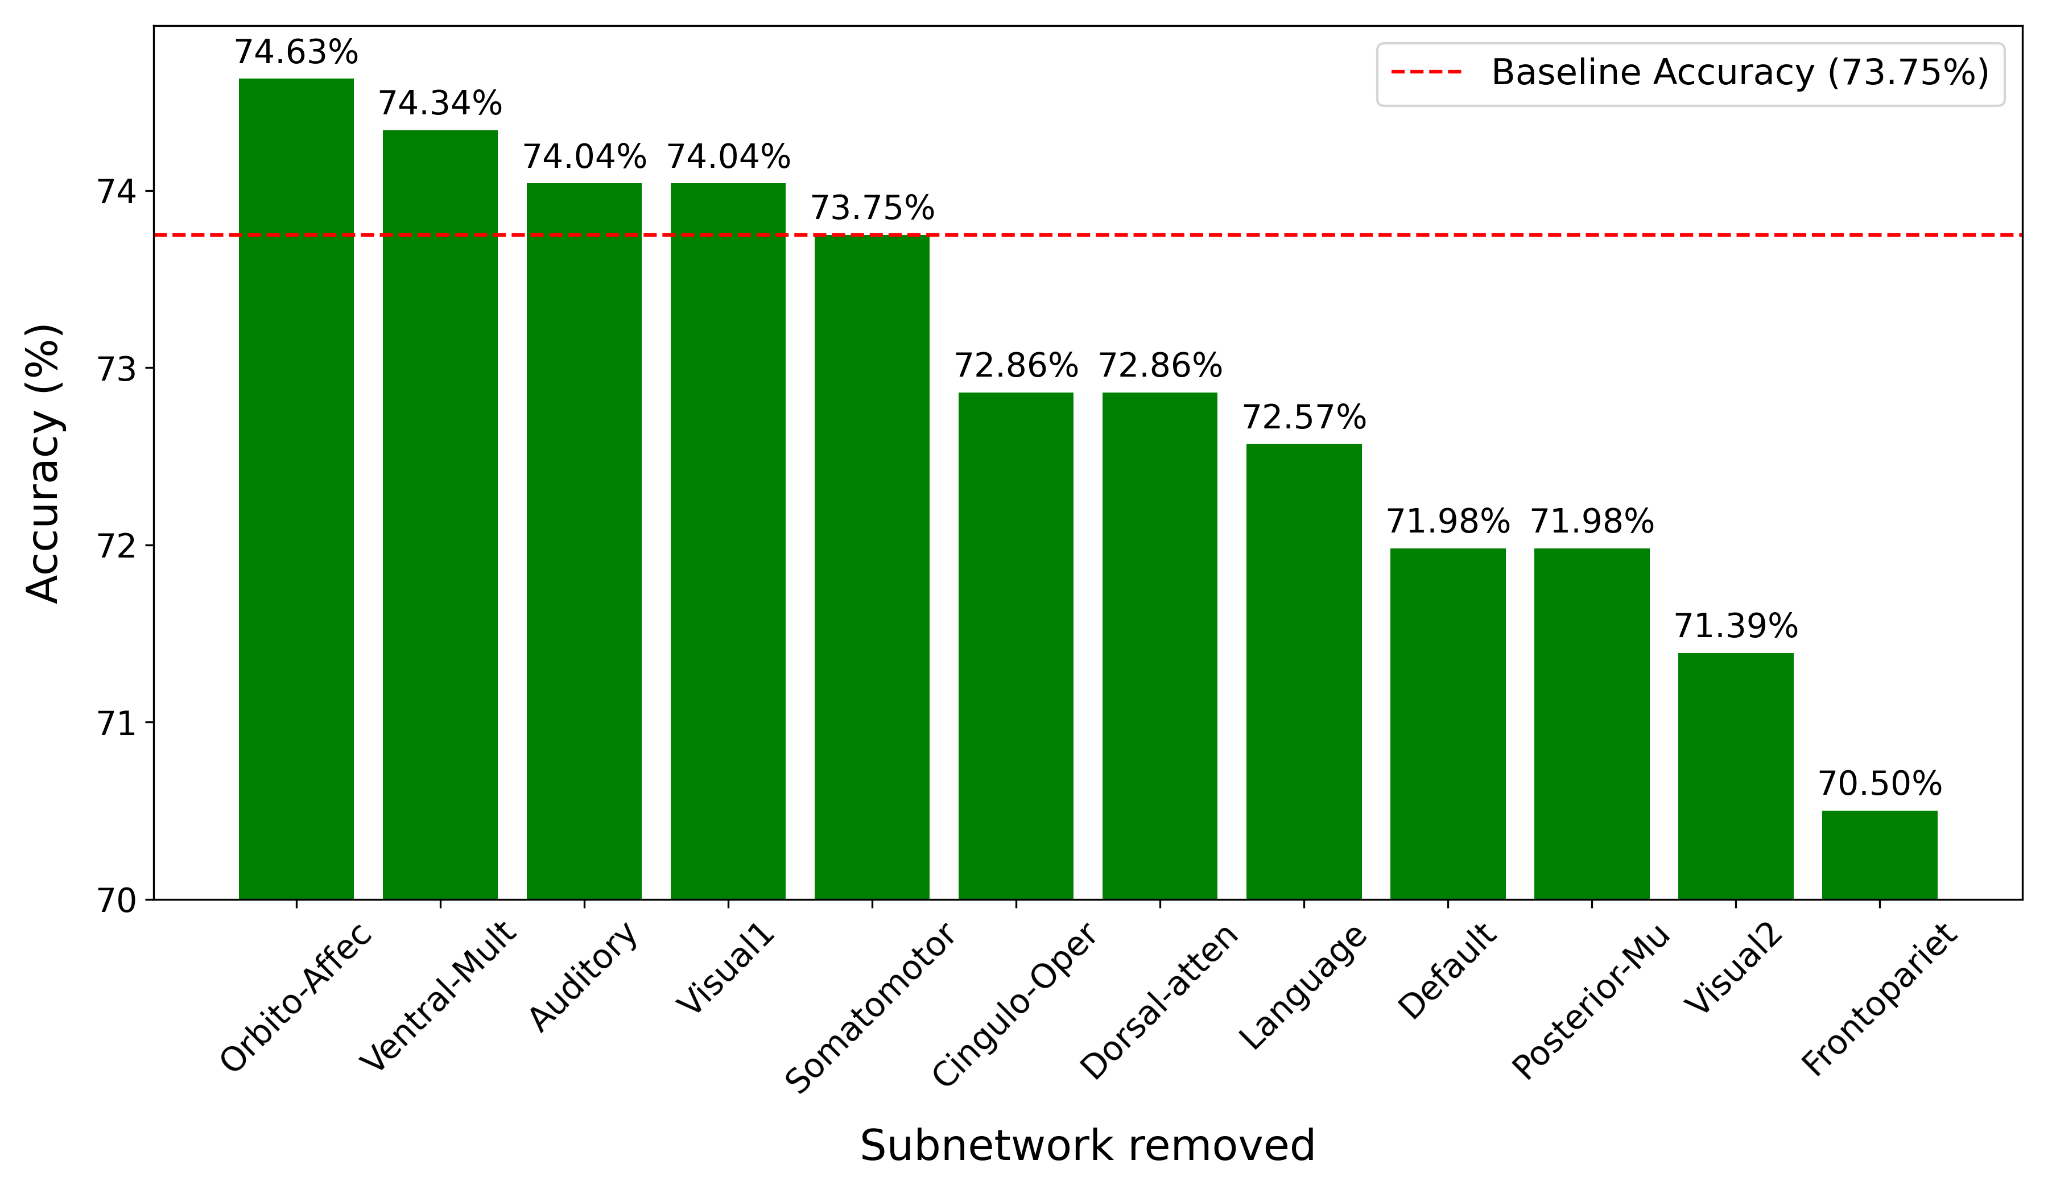 74.63%
74.34%
74.04%
74.04%
73.75%
72.86%
72.86%
72.57%
71.98%
71.98%
71.39%
70.50%
Baseline Accuracy (73.75%)
Accuracy (%)
74
73
72
71
70
Orbito-Affec
Ventral-Mult
Auditory
Visual1
Somatomotor
Cingulo-Oper
Dorsal-atten
Language
Default
Posterior-Mu
Visual2
Frontopariet
Subnetwork removed